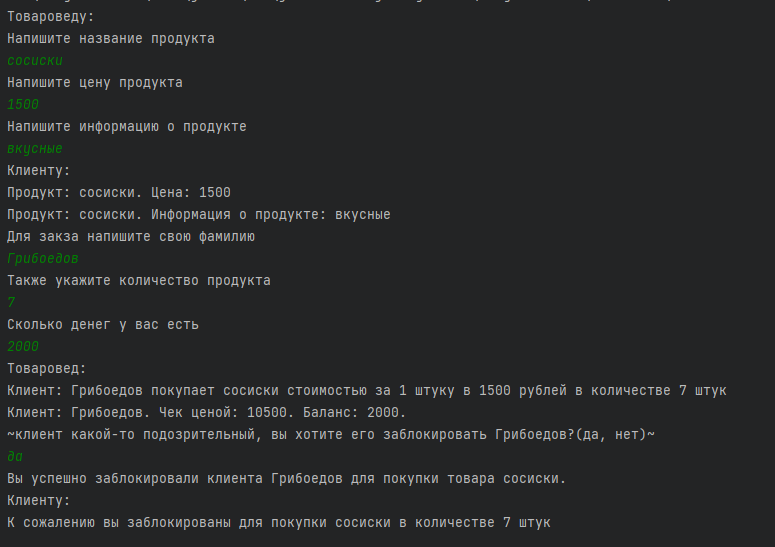 Товароведу:
Напишите название продукта
сосиски
Напишите цену продукта
1500
Напишите информацию о продукте
вкусные
Клиенту:
Продукт: сосиски. Цена: 1500
Продукт: сосиски. Информация о продукте: вкусные
Для закза напишите свою фамилию
Грибоедов
Также укажите количество продукта
7
Сколько денег у вас есть
2000
Товаровед:
Клиент: Грибоедов покупает сосиски стоимостью за 1 штуку в 1500 рублей в количестве 7 штук
Клиент: Грибоедов. Чек ценой: 10500. Баланс: 2000.
~клиент какой-то подозрительный, вы хотите его заблокировать Грибоедов?(да, нет)~
да
Вы успешно заблокировали клиента Грибоедов для покупки товара сосиски.
Клиенту:
К сожалению вы заблокированы для покупки сосиски в количестве 7 штук